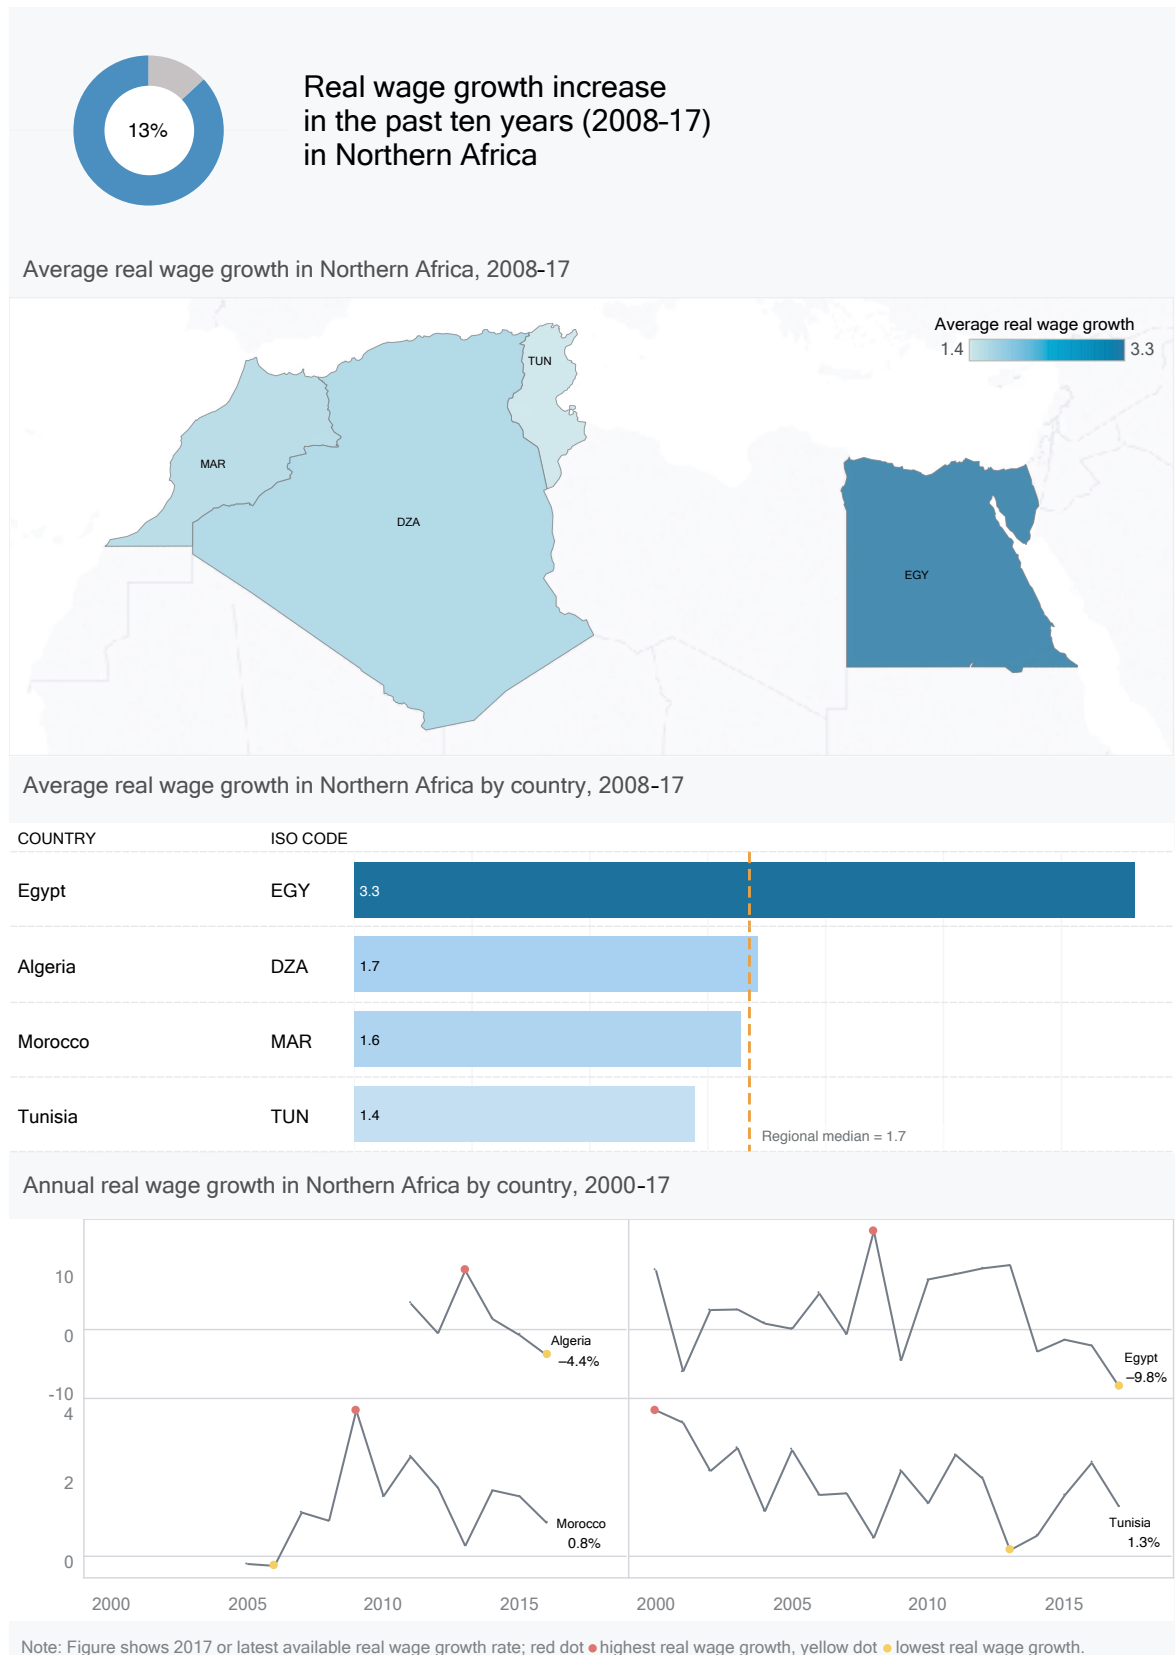 13%
Real wage growth increase
in the past ten years (2008-17)
in Northern Africa
Average real wage growth in Northern Africa, 2008-17
Average real wage growth
1.4 3.3
TUN
MAR
DZA
EGY
Average real wage growth in Northern Africa by country, 2008-17
COUNTRY ISO CODE
Egypt EGY 3.3
Algeria DZA 1.7
Morocco MAR 1.6
Tunisia TUN 1.4
Regional median = 1.7
Annual real wage growth in Northern Africa by country, 2000-17
10
0
-10
Algeria
–4.4%
Egypt
–9.8%
4
2
0
Morocco
0.8%
Tunisia
1.3%
2000 2005 2010 2015 2000 2005 2010 2015
Note: Figure shows 2017 or latest available real wage growth rate; red dot highest real wage growth, yellow dot lowest real wage growth.